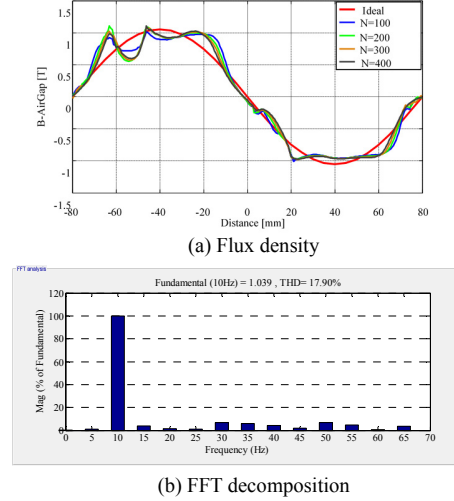 1.5
1
0.5
0
-0.5
-1
-1.5
B-AirGap [T]
Ideal
N=100
N=200
N=300
N=400
-80 -60 -40 -20 0 20 40 60 80
Distance [mm]
(a) Flux density
FFT analysis
Fundamental (10Hz) = 1.039 , THD= 17.90%
120
100
80
60
40
20
0
Mag (% of Fundamental)
0 5 10 15 20 25 30 35 40 45 50 55 60 65 70
Frequency (Hz)
(b) FFT decomposition